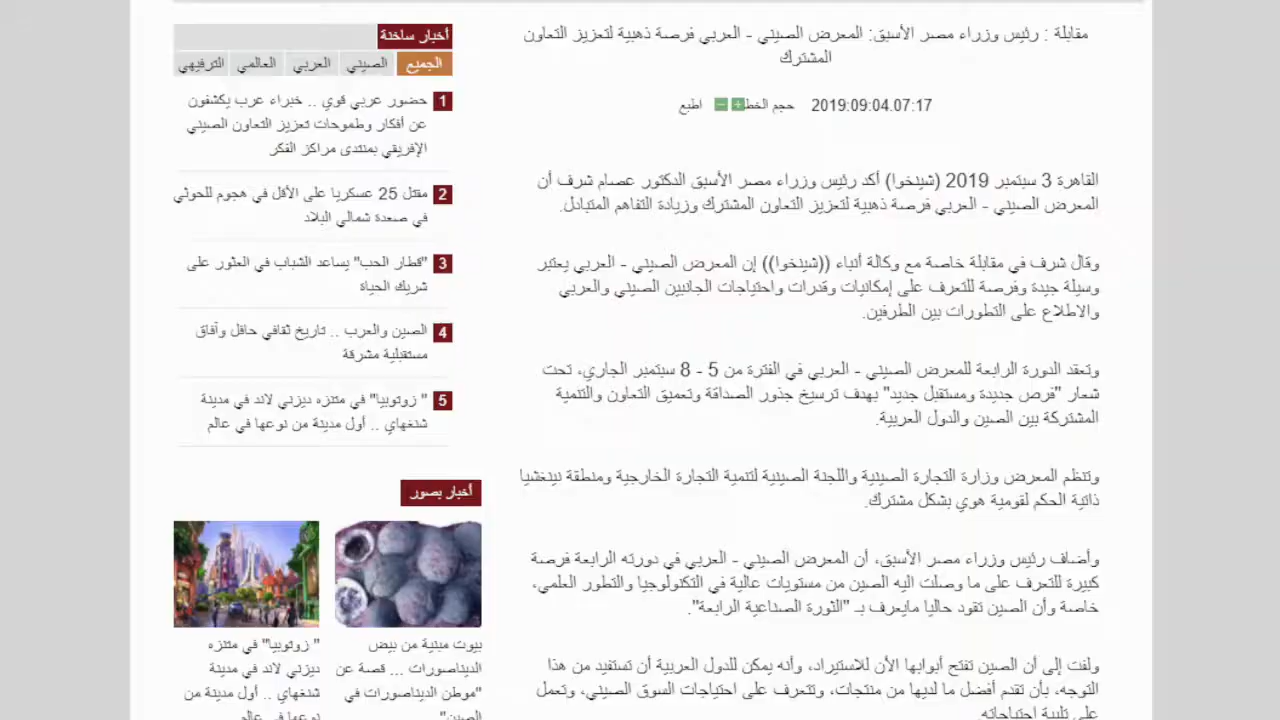 مقابلة : رئيس وزراء مصر الأسبق: المعرض الصيني - العربي فرصة ذهبية لتعزيز التعاون
المشترك
2019:09:04.07:17 حجم الخط + - اطبع
القاهرة 3 سبتمبر 2019 (شينخوا) أكد رئيس وزراء مصر الأسبق الدكتور عصام شرف أن
المعرض الصيني - العربي فرصة ذهبية لتعزيز التعاون المشترك وزيادة التفاهم المتبادل.
وقال شرف في مقابلة خاصة مع وكالة أنباء ((شينخوا)) إن المعرض الصيني - العربي يعتبر
وسيلة جيدة وفرصة للتعرف على إمكانيات وقدرات واحتياجات الجانبين الصيني والعربي
والاطلاع على التطورات بين الطرفين.
وتعقد الدورة الرابعة للمعرض الصيني - العربي في الفترة من 5 - 8 سبتمبر الجاري، تحت
شعار "فرص جديدة ومستقبل جديد" بهدف ترسيخ جذور الصداقة وتعميق التعاون والتنمية
المشتركة بين الصين والدول العربية.
وتنظم المعرض وزارة التجارة الصينية واللجنة الصينية لتنمية التجارة الخارجية ومنطقة نينغشيا
ذاتية الحكم لقومية هوي بشكل مشترك.
وأضاف رئيس وزراء مصر الأسبق، أن المعرض الصيني - العربي في دورته الرابعة فرصة
كبيرة للتعرف على ما وصلت اليه الصين من مستويات عالية في التكنولوجيا والتطور العلمي،
خاصة وأن الصين تقود حاليا مايعرف بـ "الثورة الصناعية الرابعة".
ولفت إلى أن الصين تفتح أبوابها الأن للاستيراد، وأنه يمكن للدول العربية أن تستفيد من هذا
التوجه، بأن تقدم أفضل ما لديها من منتجات، وتتعرف على احتياجات السوق الصيني، وتعمل
على تلبية احتياجاته.
أخبار ساخنة
الجميع الصيني العربي العالمي الترفيهي
1 حضور عربي قوي .. خبراء عرب يكشفون
عن أفكار وطموحات تعزيز التعاون الصيني
الإفريقي بمنتدى مراكز الفكر
2 مقتل 25 عسكريا على الأقل في هجوم للحوثي
في صعدة شمالي البلاد
3 "قطار الحب" يساعد الشباب في العثور على
شريك الحياة
4 الصين والعرب .. تاريخ ثقافي حافل وآفاق
مستقبلية مشرقة
5 " زوتوبيا" في متنزه ديزني لاند في مدينة
شنغهاي .. أول مدينة من نوعها في عالم
أخبار بصور
بيوت مبنية من بيض
الديناصورات ... قصة عن
"موطن الديناصورات في
الصين"
" زوتوبيا" في متنزه
ديزني لاند في مدينة
شنغهاي .. أول مدينة من
نوعها في عالم